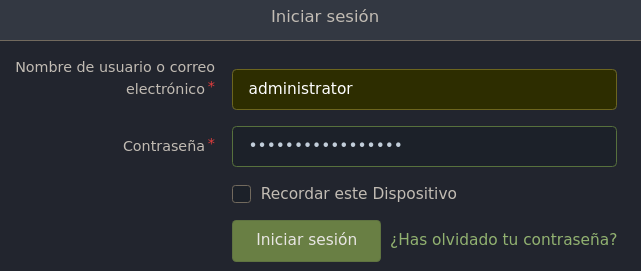 Iniciar sesión
Nombre de usuario o correo
electrónico *
administrator
Contraseña *
•••••••••••••••••
Recordar este Dispositivo
Iniciar sesión
¿Has olvidado tu contraseña?